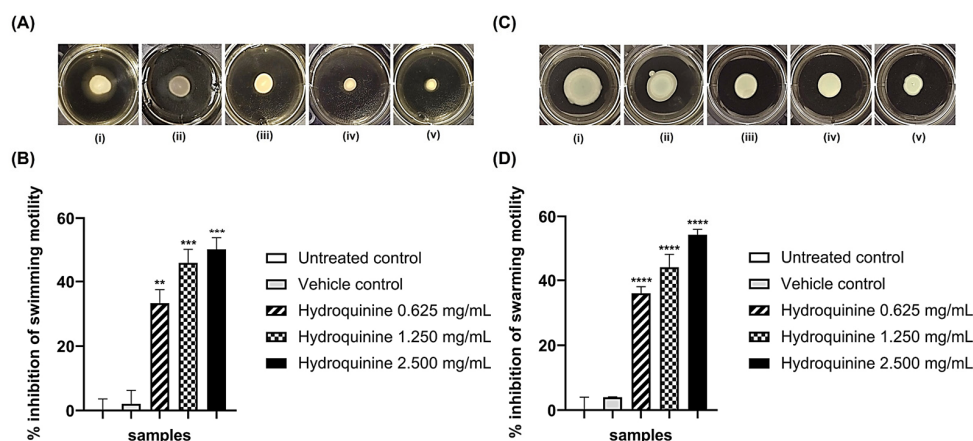 (A)
(i) (ii) (iii) (iv) (v)
(B)
% inhibition of swimming motility
60
40
20
0
** *** ***
samples
Untreated control
Vehicle control
Hydroquinine 0.625 mg/mL
Hydroquinine 1.250 mg/mL
Hydroquinine 2.500 mg/mL
(C)
(i) (ii) (iii) (iv) (v)
(D)
% inhibition of swarming motility
60
40
20
0
**** **** ****
samples
Untreated control
Vehicle control
Hydroquinine 0.625 mg/mL
Hydroquinine 1.250 mg/mL
Hydroquinine 2.500 mg/mL